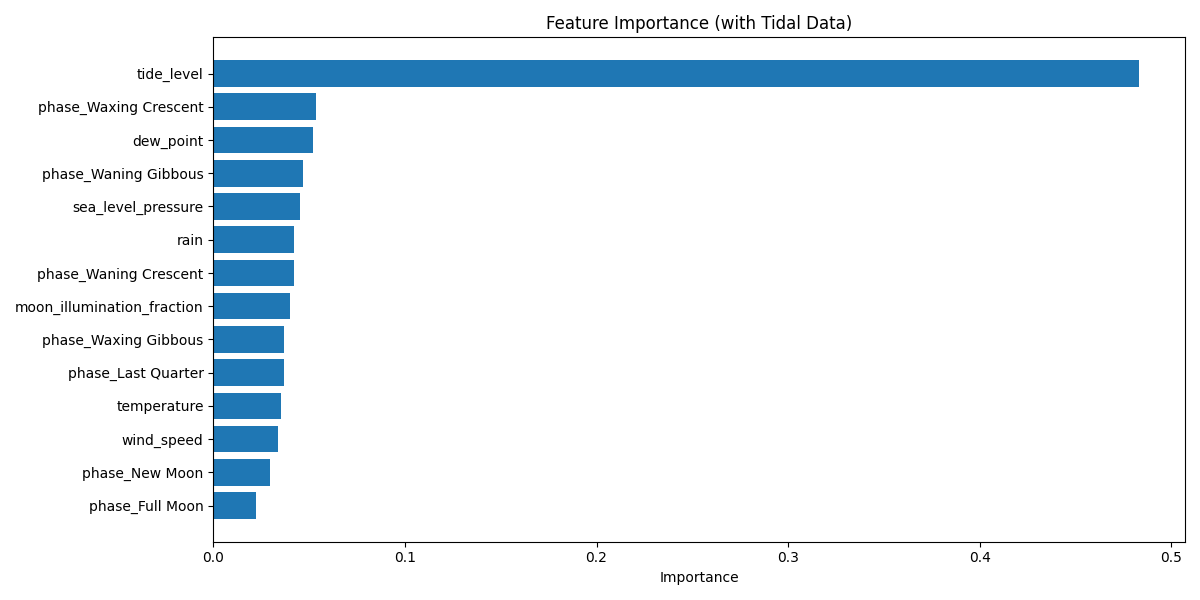 Feature Importance (with Tidal Data)
tide_level
phase_Waxing Crescent
dew_point
phase_Waning Gibbous
sea_level_pressure
rain
phase_Waning Crescent
moon_illumination_fraction
phase_Waxing Gibbous
phase_Last Quarter
temperature
wind_speed
phase_New Moon
phase_Full Moon
0.0 0.1 0.2 0.3 0.4 0.5
Importance